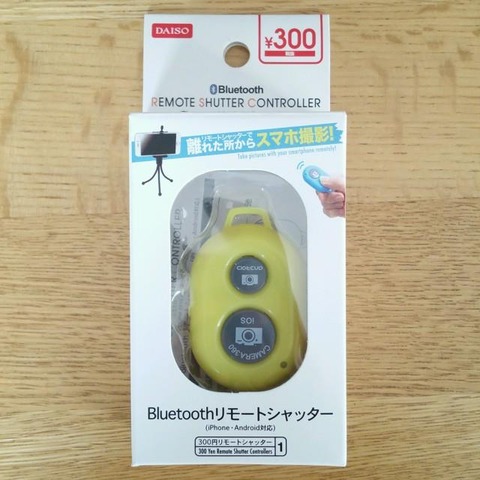 DAISO
¥300
Bluetooth
REMOTE SHUTTER CONTROLLER
リモートシャッターで
離れた所からスマホ撮影!
Take pictures with your smartphone remotely!
CONTROLLER
ANDROID
iOS
CAMERA360
Bluetoothリモートシャッター
(iPhone・Android対応)
300円リモートシャッター
300 Yen Remote Shutter Controllers
1